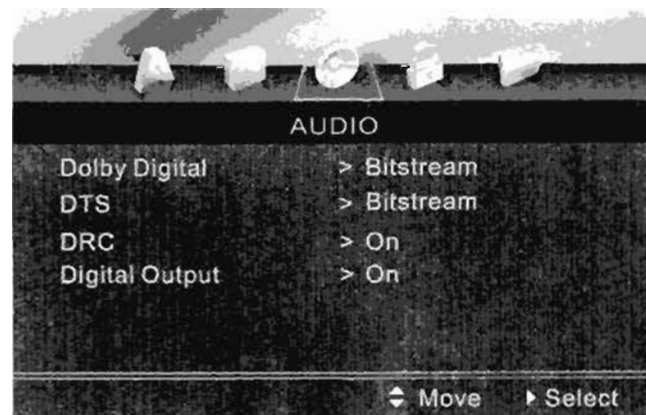 AUDIO
Dolby Digital > Bitstream
DTS > Bitstream
DRC > On
Digital Output > On
Move Select